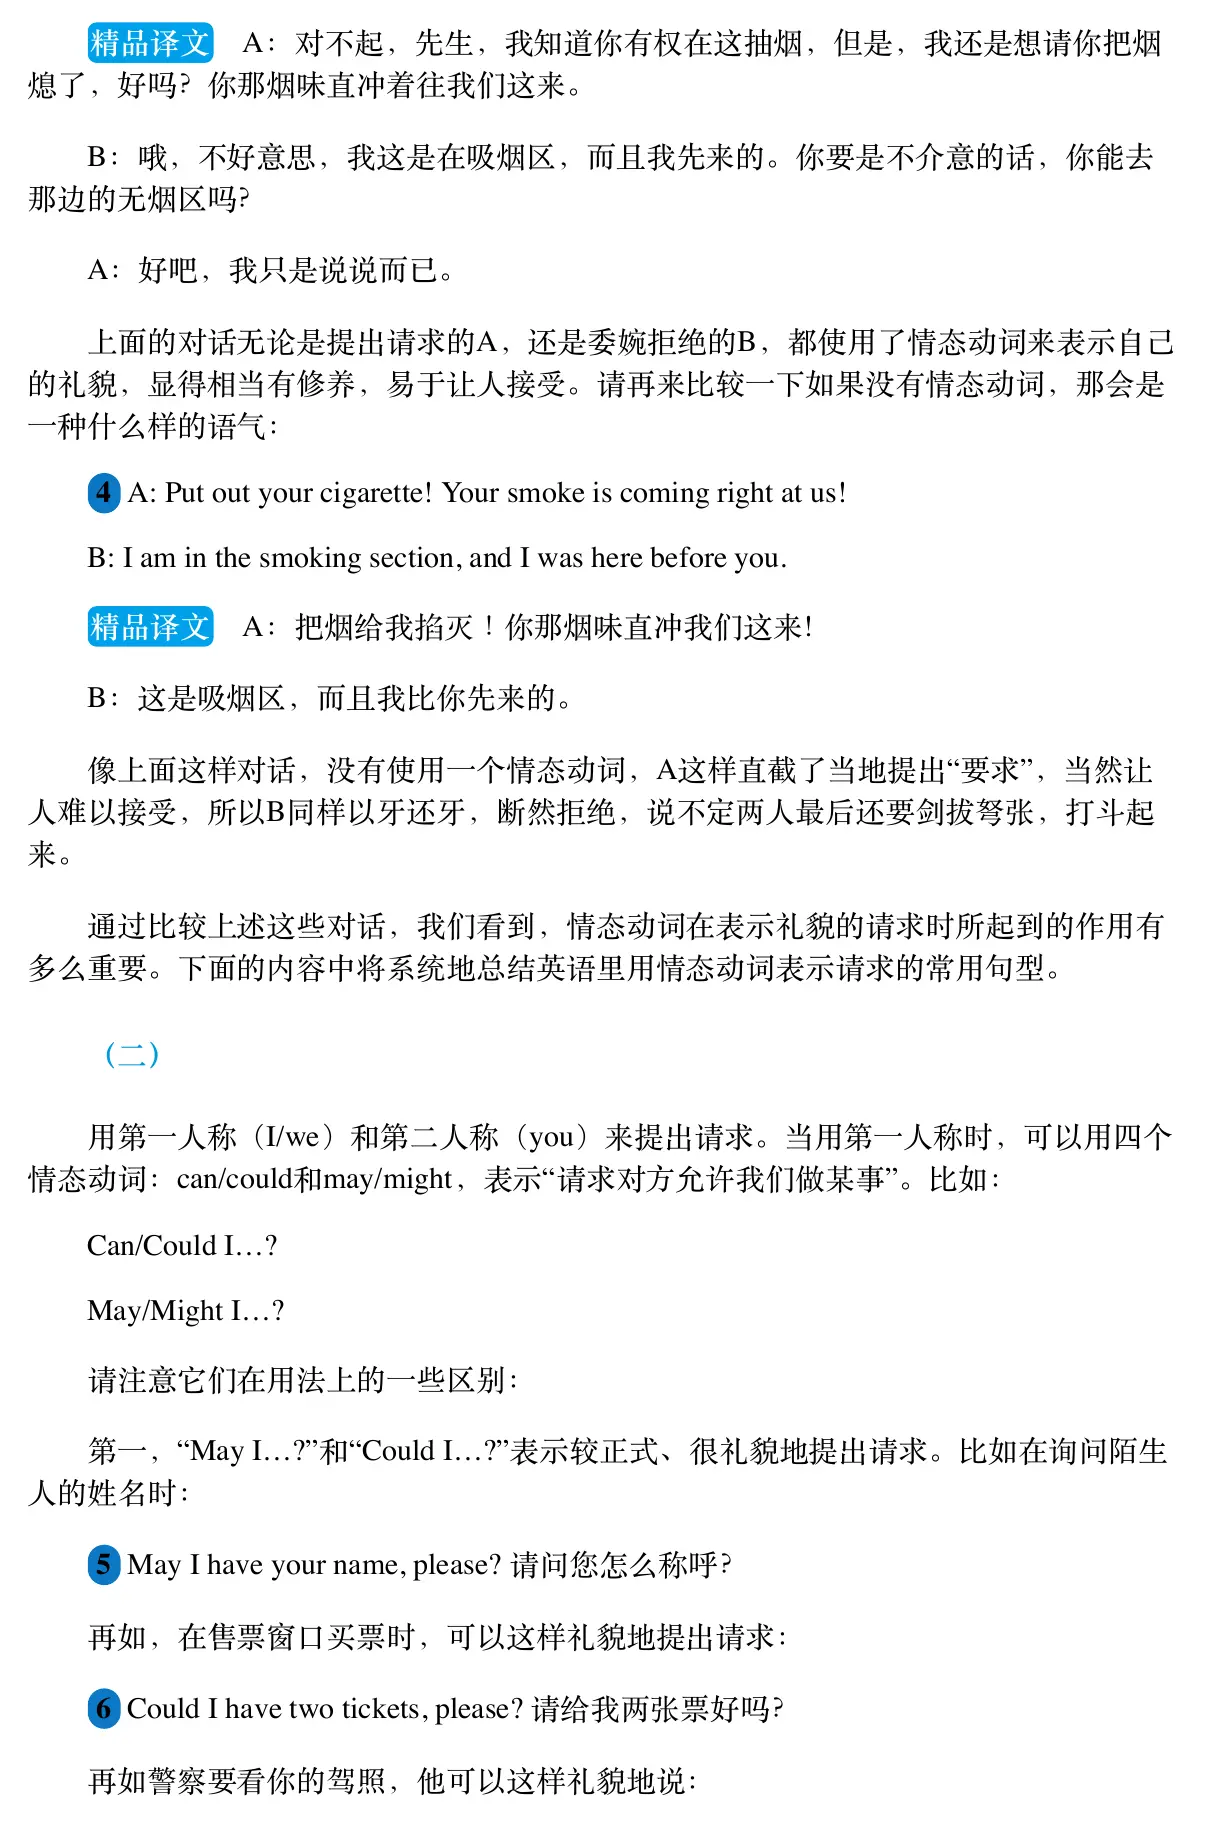 精品译文 A：对不起，先生，我知道你有权在这抽烟，但是，我还是想请你把烟
熄了，好吗？你那烟味直冲着往我们这来。
B：哦，不好意思，我这是在吸烟区，而且我先来的。你要是不介意的话，你能去
那边的无烟区吗？
A：好吧，我只是说说而已。
上面的对话无论是提出请求的A，还是委婉拒绝的B，都使用了情态动词来表示自己
的礼貌，显得相当有修养，易于让人接受。请再来比较一下如果没有情态动词，那会是
一种什么样的语气：
4 A: Put out your cigarette! Your smoke is coming right at us!
B: I am in the smoking section, and I was here before you.
精品译文 A：把烟给我掐灭！你那烟味直冲我们这来！
B：这是吸烟区，而且我比你先来的。
像上面这样对话，没有使用一个情态动词，A这样直截了当地提出“要求”，当然让
人难以接受，所以B同样以牙还牙，断然拒绝，说不定两人最后还要剑拔弩张，打斗起
来。
通过比较上述这些对话，我们看到，情态动词在表示礼貌的请求时所起到的作用有
多么重要。下面的内容中将系统地总结英语里用情态动词表示请求的常用句型。
（二）
用第一人称（I/we）和第二人称（you）来提出请求。当用第一人称时，可以用四个
情态动词：can/could和may/might，表示“请求对方允许我们做某事”。比如：
Can/Could I…?
May/Might I…?
请注意它们在用法上的一些区别：
第一，“May I…?”和“Could I…?”表示较正式、很礼貌地提出请求。比如在询问陌生
人的姓名时：
5 May I have your name, please? 请问您怎么称呼？
再如，在售票窗口买票时，可以这样礼貌地提出请求：
6 Could I have two tickets, please? 请给我两张票好吗？
再如警察要看你的驾照，他可以这样礼貌地说：